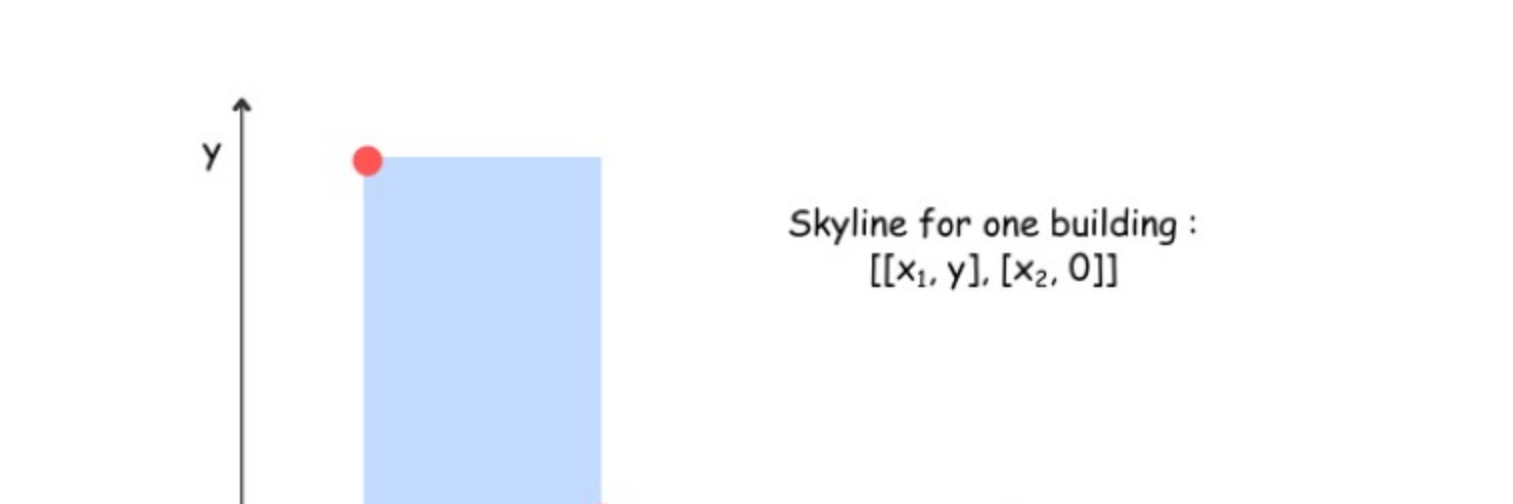 y
Skyline for one building :
[[x₁, y], [x₂, 0]]